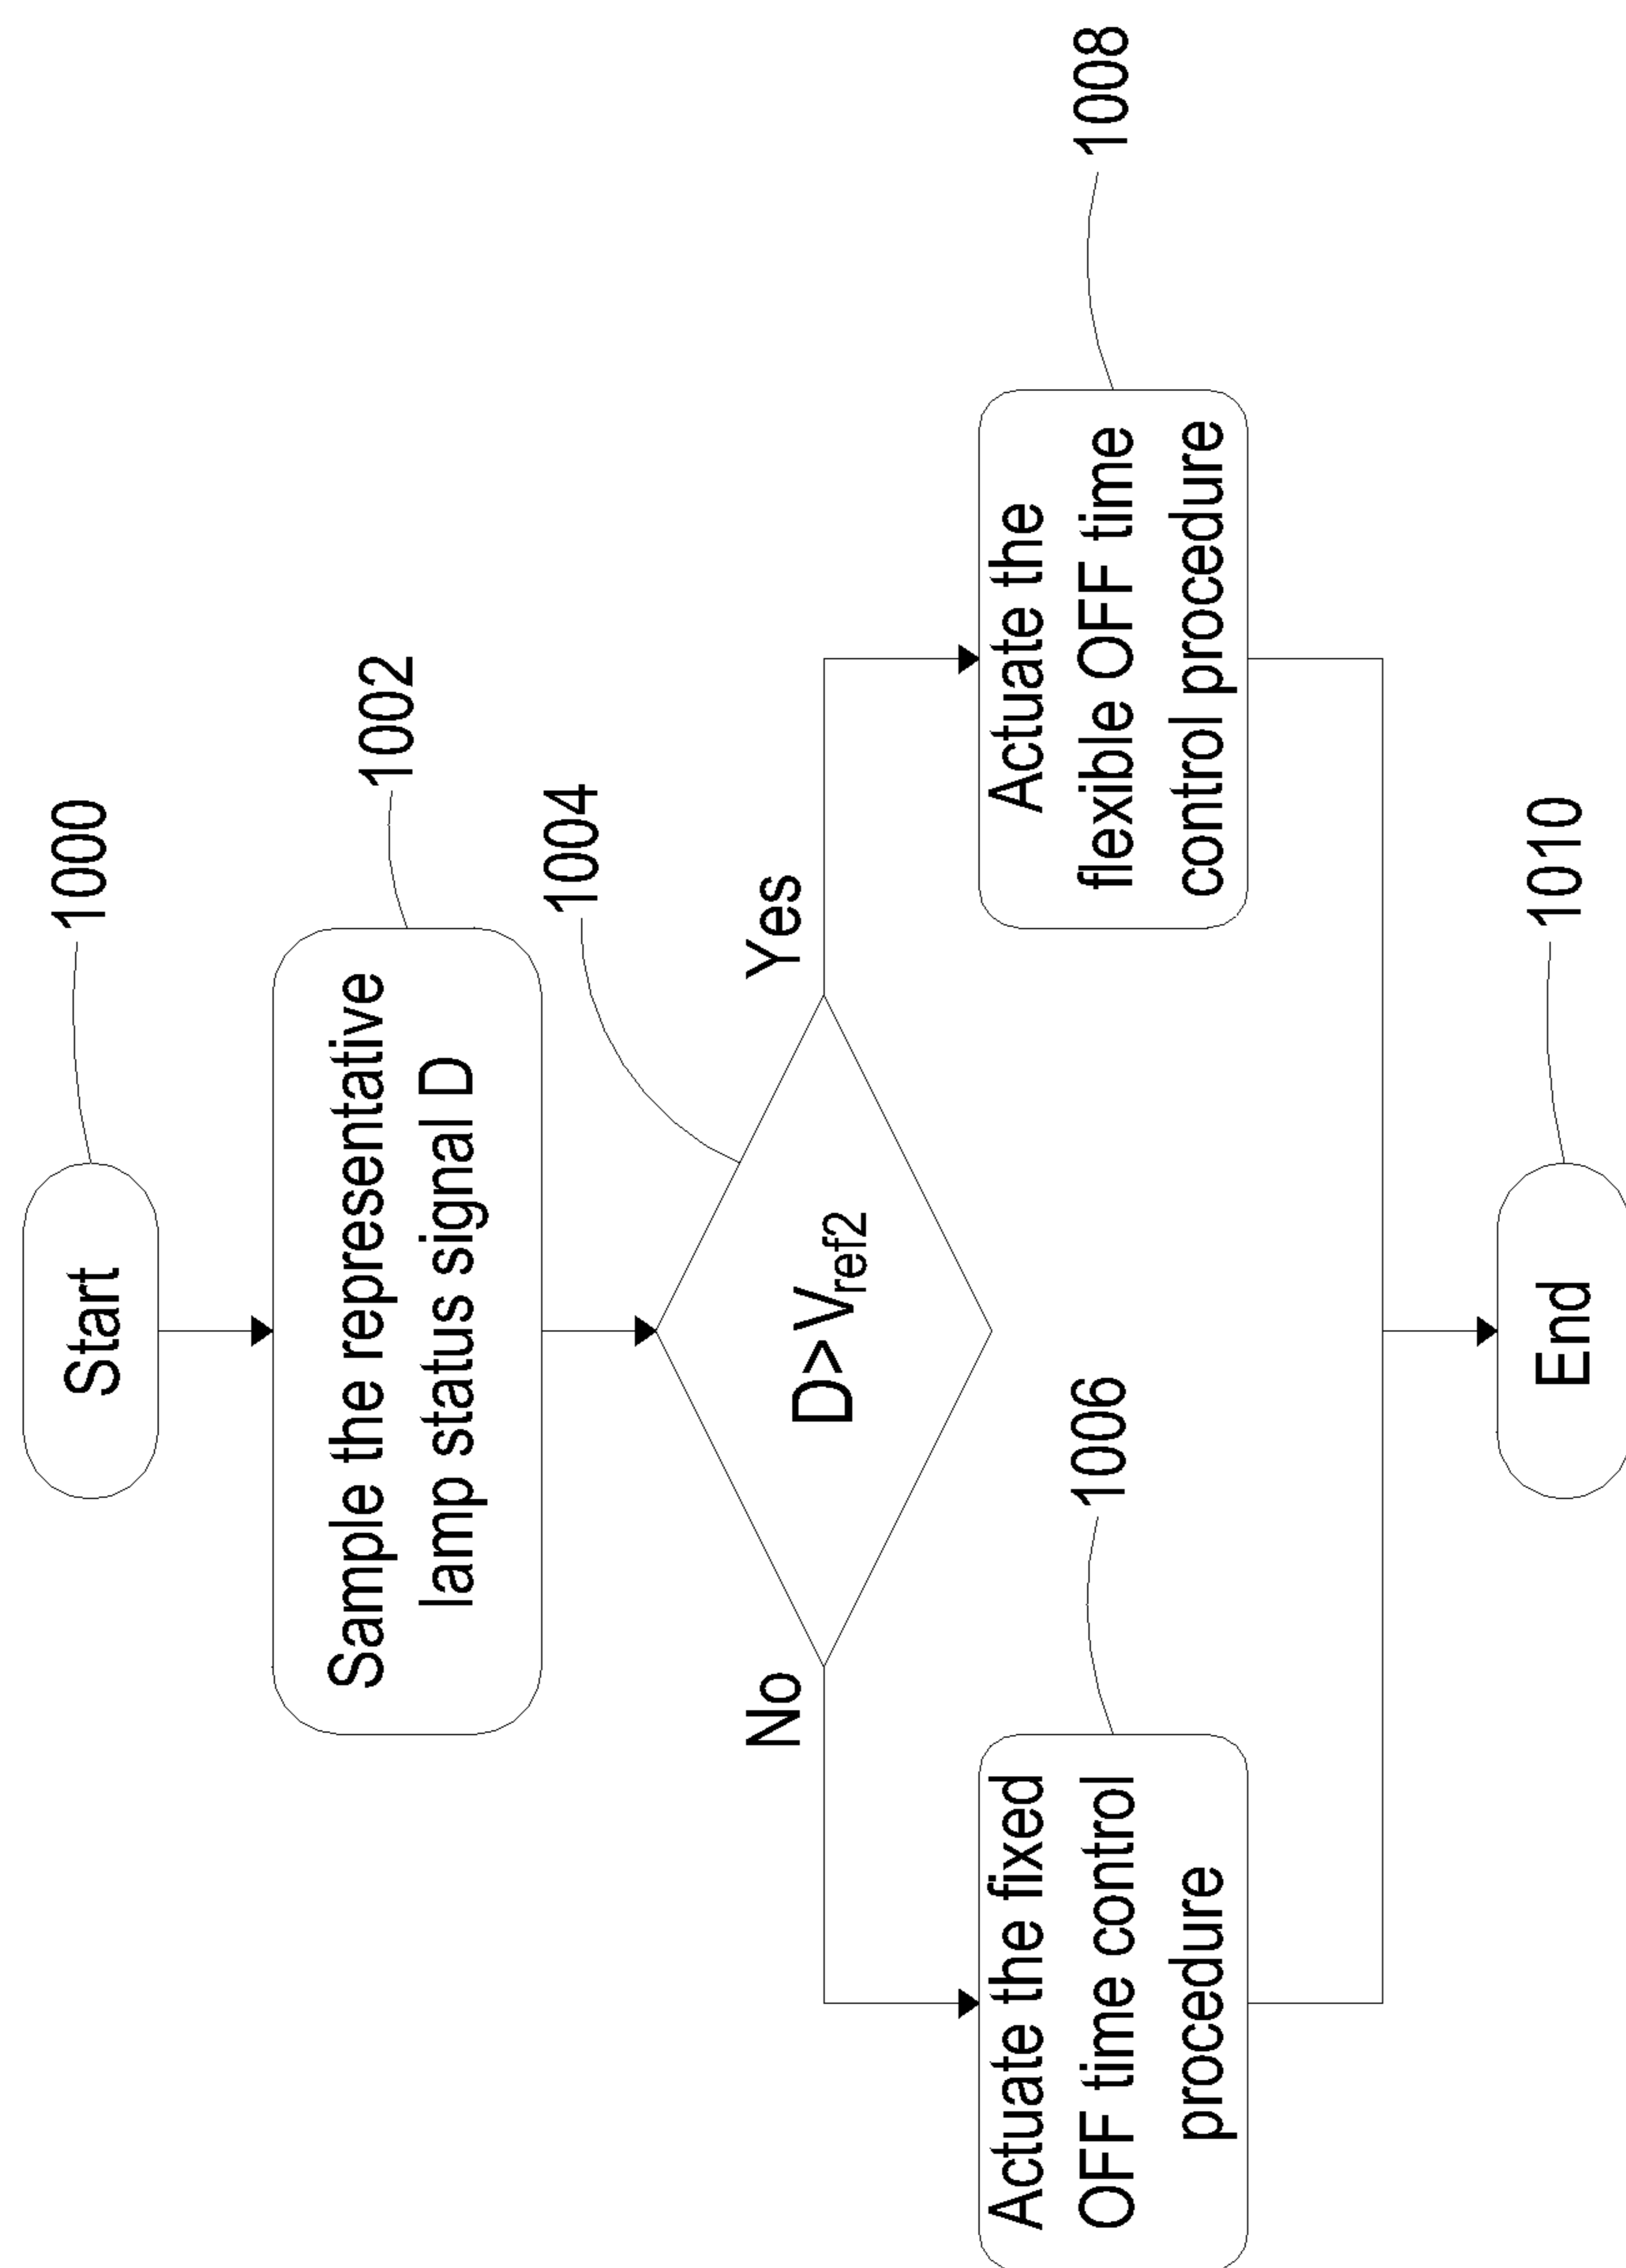 Start
1000
Sample the representative
lamp status signal D
1002
1004
D>Vref2
No
Yes
Actuate the fixed
OFF time control
procedure
1006
Actuate the
flexible OFF time
control procedure
1008
End
1010